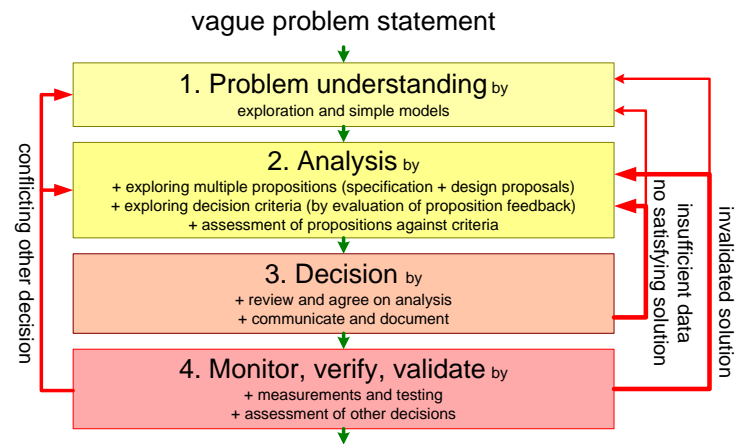 vague problem statement
1. Problem understanding by
exploration and simple models
2. Analysis by
+ exploring multiple propositions (specification + design proposals)
+ exploring decision criteria (by evaluation of proposition feedback)
+ assessment of propositions against criteria
3. Decision by
+ review and agree on analysis
+ communicate and document
4. Monitor, verify, validate by
+ measurements and testing
+ assessment of other decisions
conflicting other decision
insufficient data
no satisfying solution
invalidated solution